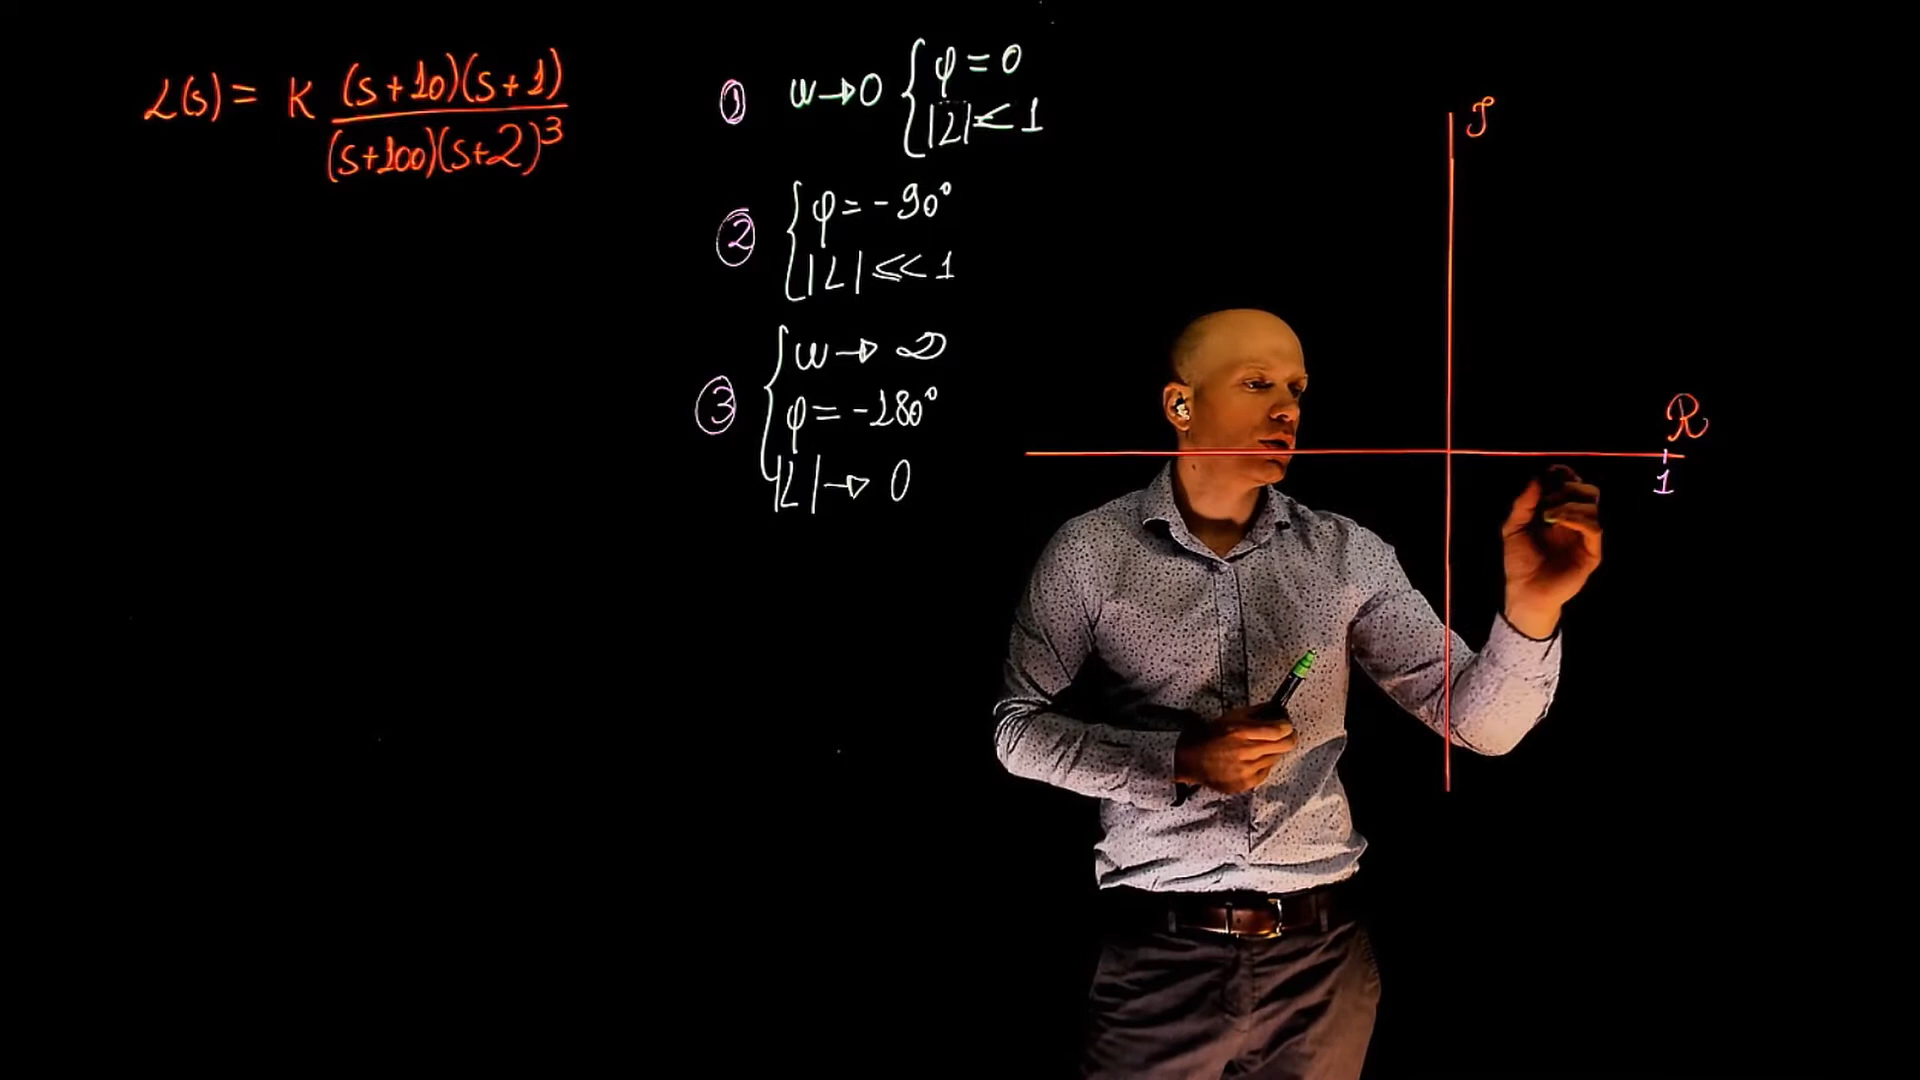 L(s) = K (s+10)(s+1) / (s+100)(s+2)³
① ω→0 { φ = 0
|L| < 1
② { φ = -90°
|L| << 1
③ { ω → ∞
φ = -180°
|L| → 0
I
R
1